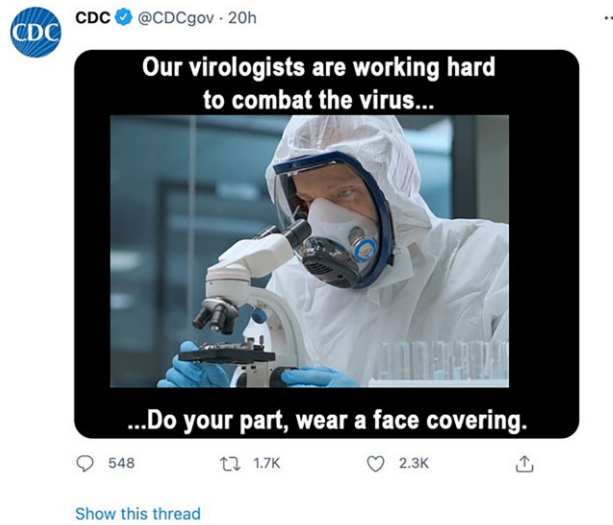 CDC
CDC @CDCgov · 20h
Our virologists are working hard
to combat the virus...
...Do your part, wear a face covering.
548 1.7K 2.3K
Show this thread